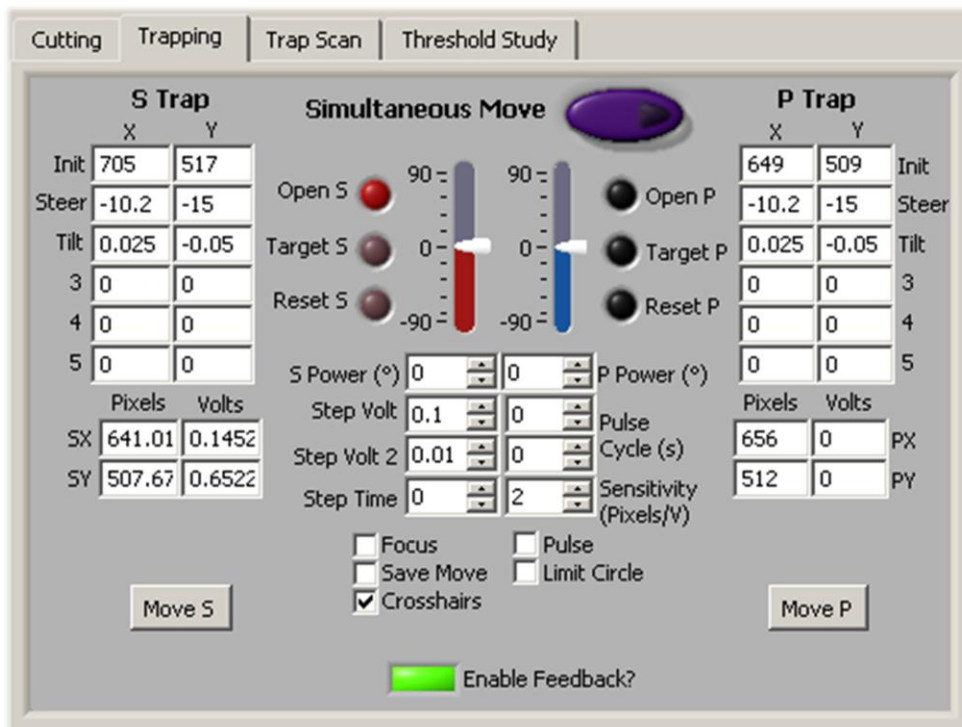 Cutting Trapping Trap Scan Threshold Study
S Trap Simultaneous Move P Trap
X Y X Y
Init 705 517 649 509 Init
Open S 90 90 Open P
Steer -10.2 -15 -10.2 -15 Steer
Tilt 0.025 -0.05 Target S 0 0 Target P 0.025 -0.05 Tilt
3 0 0 0 0 3
Reset S -90 -90 Reset P
4 0 0 0 0 4
5 0 0 0 0 5
S Power (°) 0 0 P Power (°)
Pixels Volts Step Volt 0.1 0 Pulse Cycle (s) Pixels Volts
SX 641.01 0.1452 656 0 PX
Step Volt 2 0.01 0
SY 507.67 0.6522 512 0 PY
Step Time 0 2 Sensitivity (Pixels/V)
Focus Pulse
Save Move Limit Circle
Crosshairs
Move S Move P
Enable Feedback?